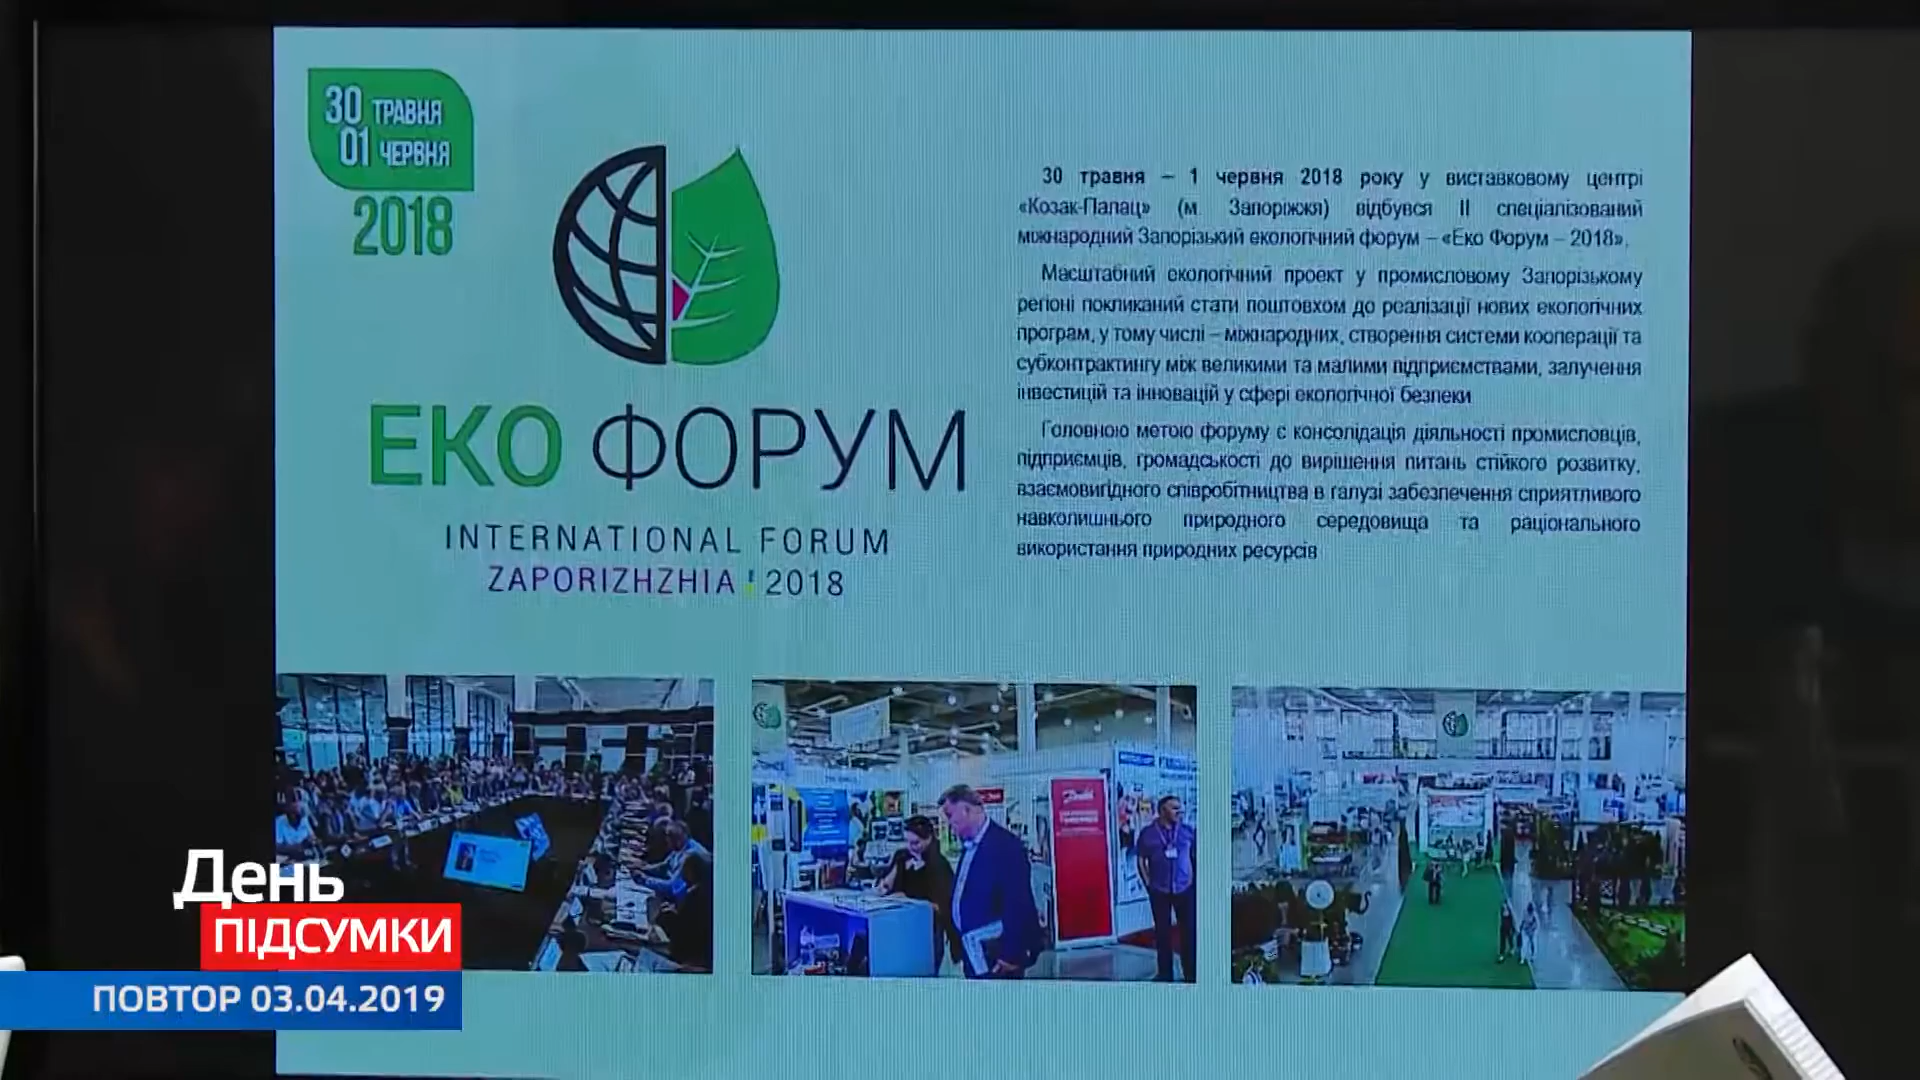 30 ТРАВНЯ
01 ЧЕРВНЯ
2018
ЕКО ФОРУМ
INTERNATIONAL FORUM
ZAPORIZHZHIA 2018
30 травня – 1 червня 2018 року у виставковому центрі
«Козак-Палац» (м. Запоріжжя) відбувся ІІ спеціалізований
міжнародний Запорізький екологічний форум – «Еко Форум – 2018».
Масштабний екологічний проект у промисловому Запорізькому
регіоні покликаний стати поштовхом до реалізації нових екологічних
програм, у тому числі – міжнародних, створення системи кооперації та
субконтрактингу між великими та малими підприємствами, залучення
інвестицій та інновацій у сфері екологічної безпеки
Головною метою форуму є консолідація діяльності промисловців,
підприємців, громадськості до вирішення питань стійкого розвитку,
взаємовигідного співробітництва в галузі забезпечення сприятливого
навколишнього природного середовища та раціонального
використання природних ресурсів
День
ПІДСУМКИ
ПОВТОР 03.04.2019